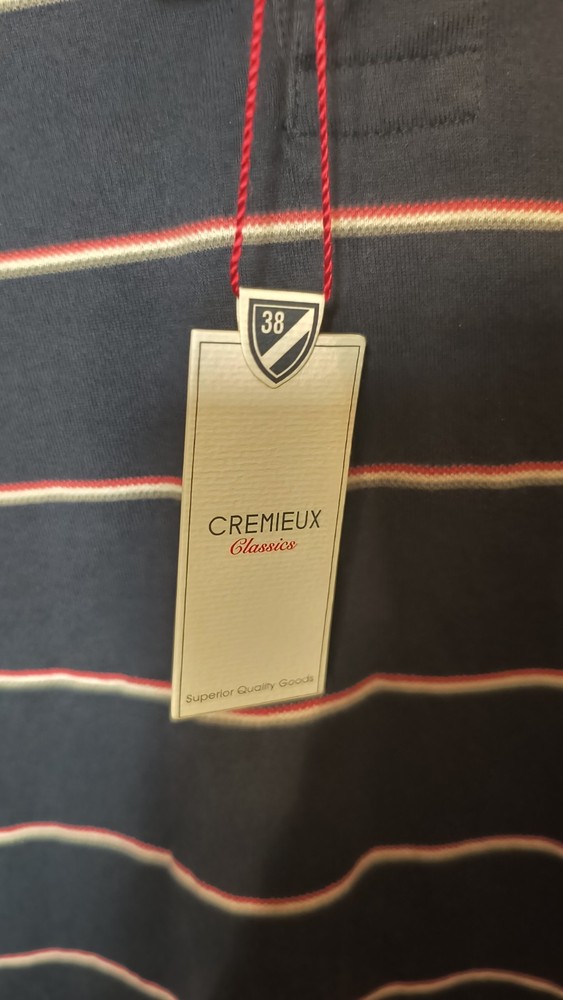 38
CREMIEUX
Classics
Superior Quality Goods